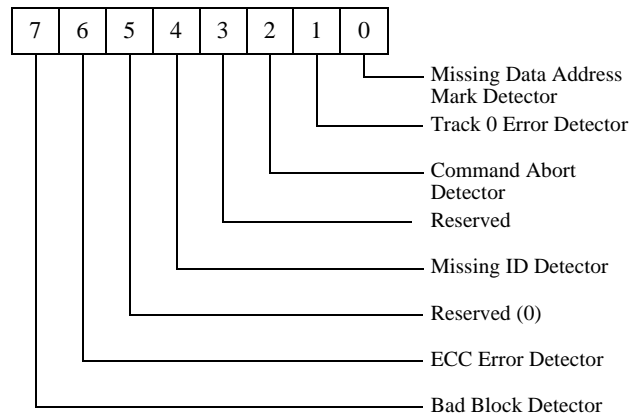 7 6 5 4 3 2 1 0
Missing Data Address
Mark Detector
Track 0 Error Detector
Command Abort
Detector
Reserved
Missing ID Detector
Reserved (0)
ECC Error Detector
Bad Block Detector